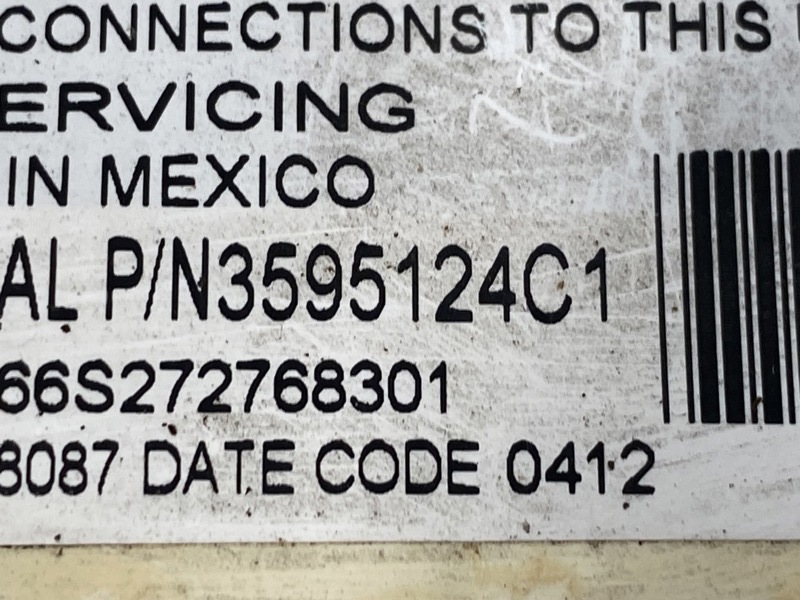 CONNECTIONS TO THIS
ERVICING
IN MEXICO
AL P/N3595124C1
66S272768301
8087 DATE CODE 0412